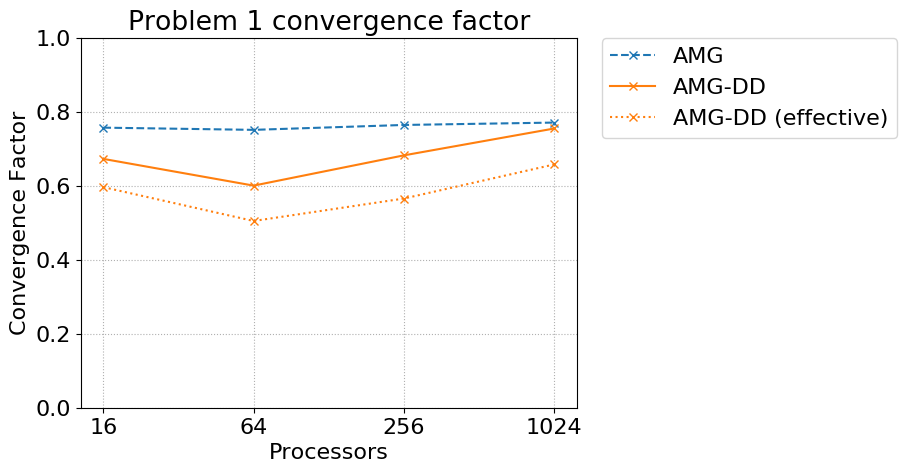 Problem 1 convergence factor
1.0
0.8
0.6
0.4
0.2
0.0
Convergence Factor
16 64 256 1024
Processors
AMG
AMG-DD
AMG-DD (effective)